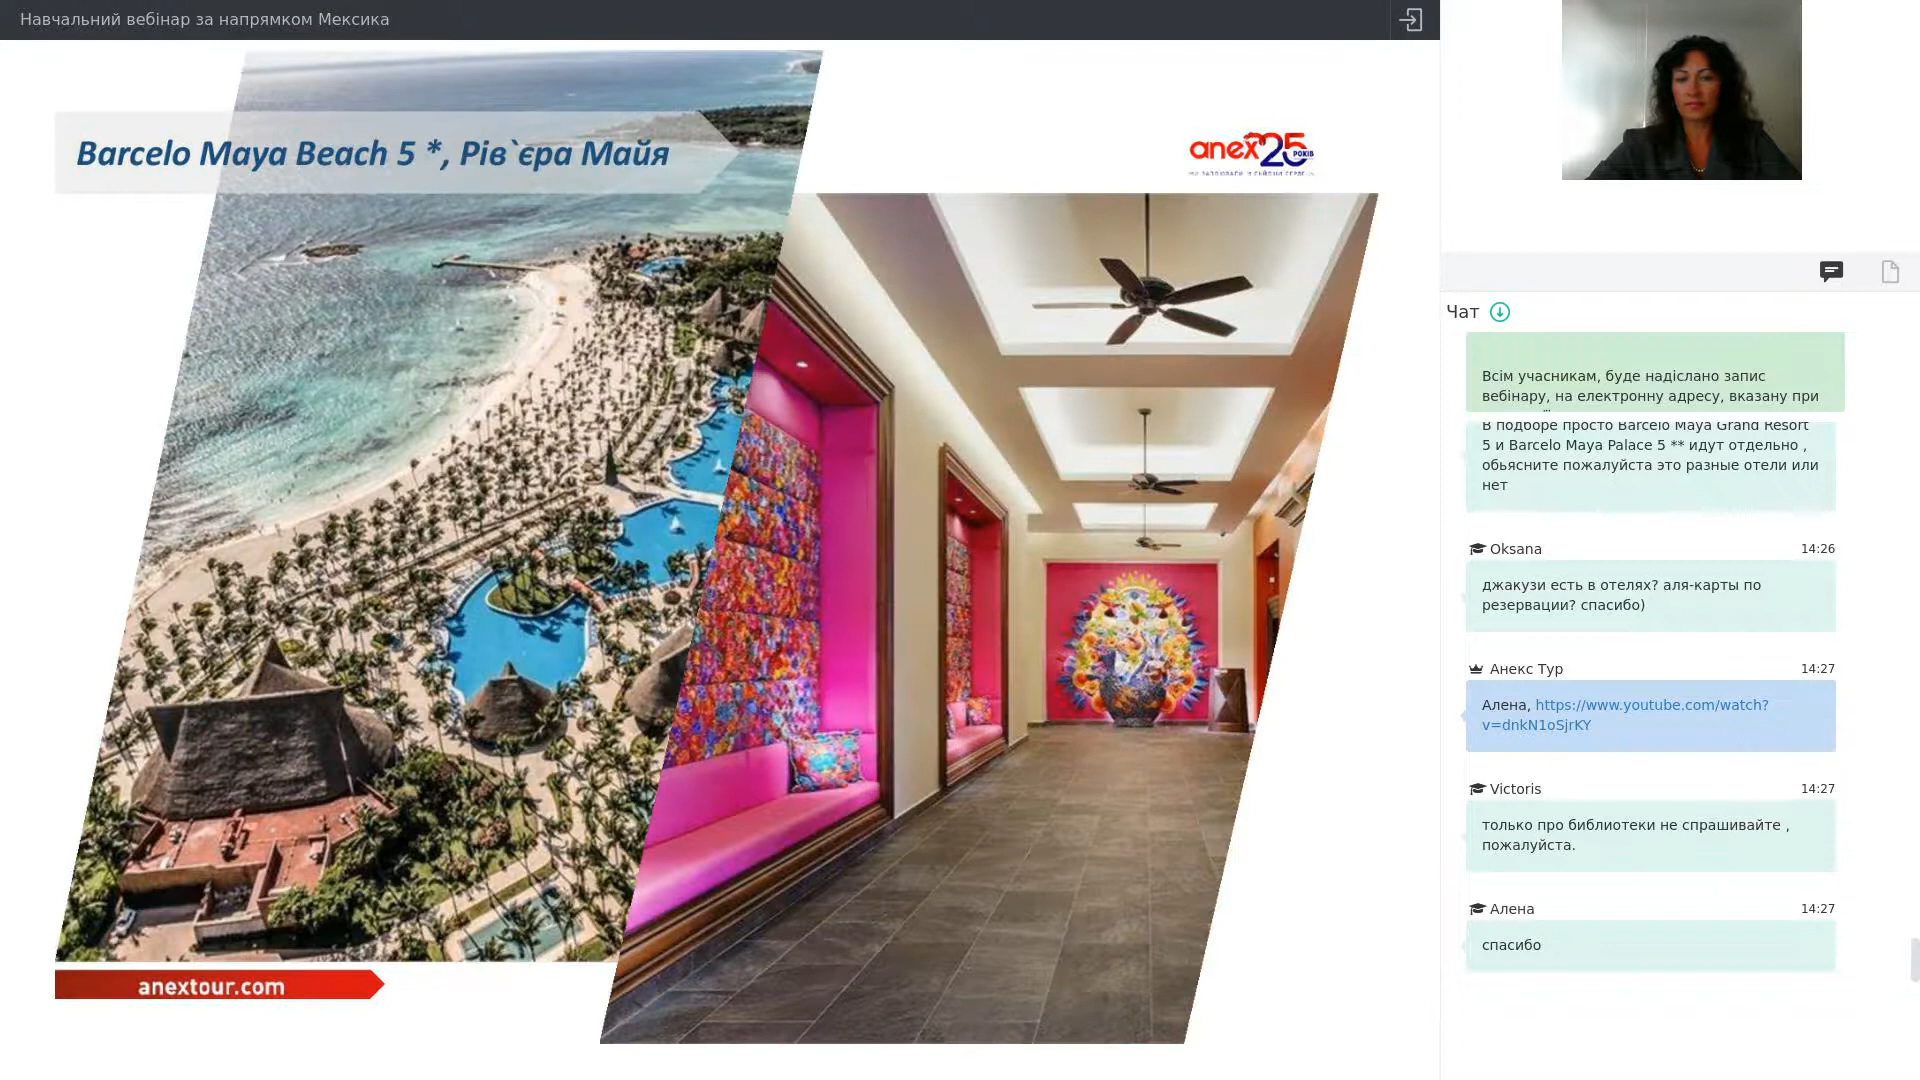 Навчальний вебінар за напрямком Мексика
Barcelo Maya Beach 5 *, Рів`єра Майя
anex25
РОКІВ
anextour.com
Чат
Всім учасникам, буде надіслано запис
вебінару, на електронну адресу, вказану при
В подборе просто Barcelo Maya Grand Resort
5 и Barcelo Maya Palace 5 ** идут отдельно ,
обьясните пожалуйста это разные отели или
нет
Oksana 14:26
джакузи есть в отелях? аля-карты по
резервации? спасибо)
Анекс Тур 14:27
Алена, https://www.youtube.com/watch?
v=dnkN1oSjrKY
Victoris 14:27
только про библиотеки не спрашивайте ,
пожалуйста.
Алена 14:27
спасибо